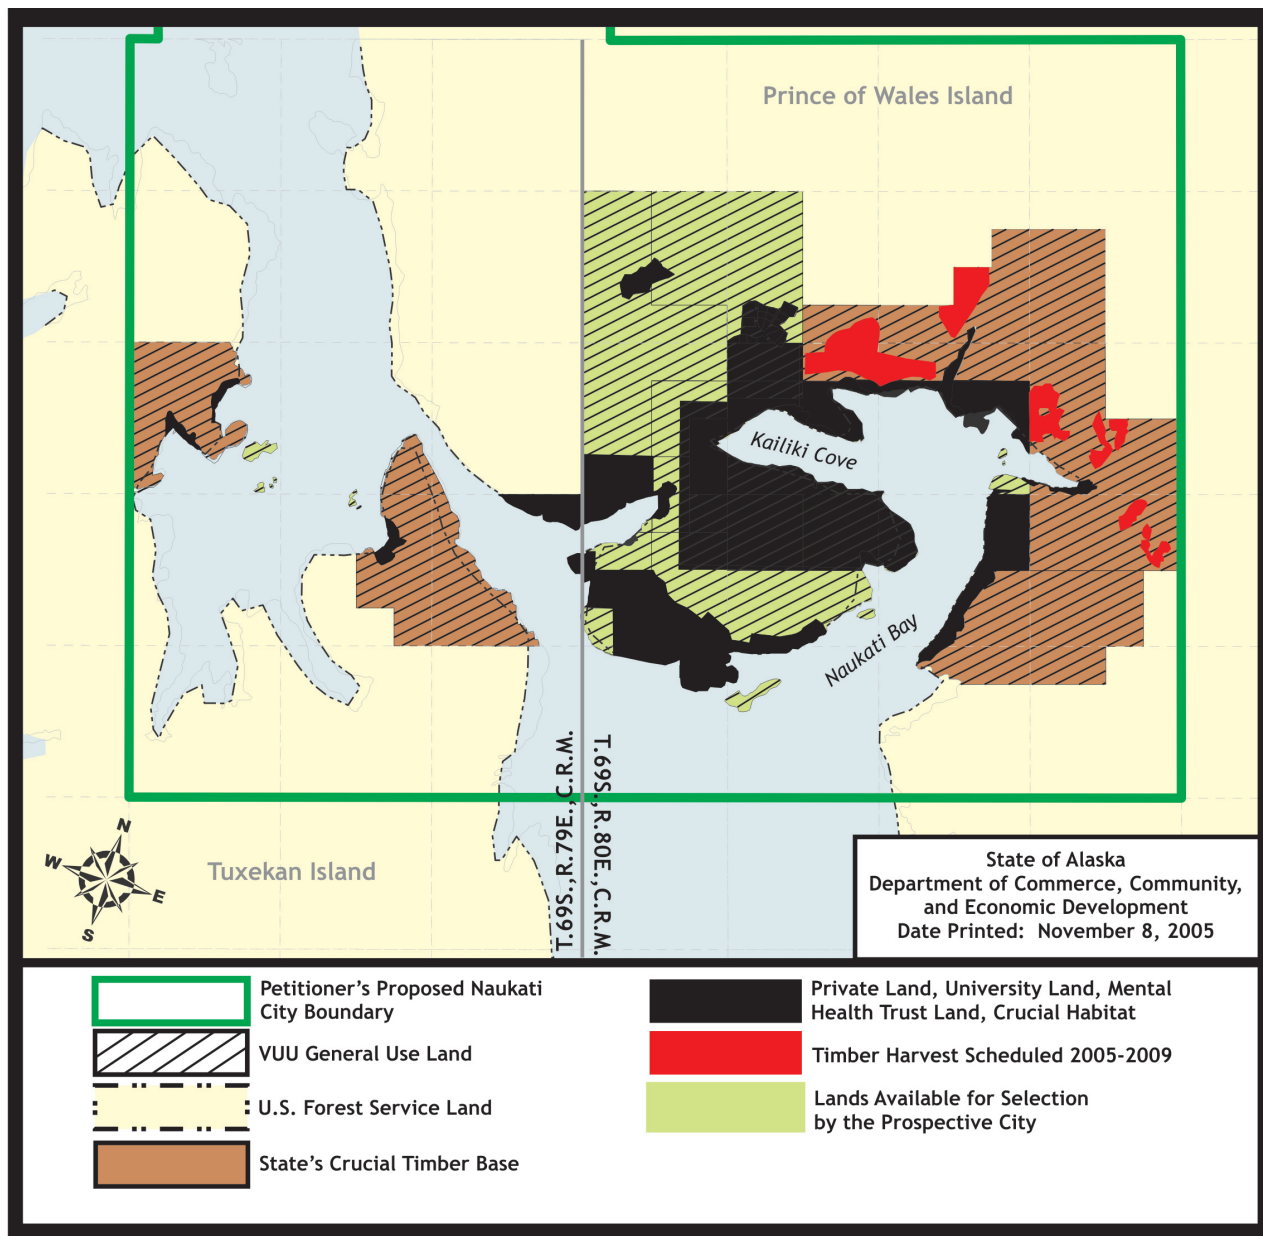 Prince of Wales Island
Kailiki Cove
Naukati Bay
T.69S.,R.79E.,C.R.M.
T.69S.,R.80E.,C.R.M.
N
W
E
S
Tuxekan Island
State of Alaska
Department of Commerce, Community,
and Economic Development
Date Printed: November 8, 2005
Petitioner's Proposed Naukati
City Boundary
VUU General Use Land
U.S. Forest Service Land
State's Crucial Timber Base
Private Land, University Land, Mental
Health Trust Land, Crucial Habitat
Timber Harvest Scheduled 2005-2009
Lands Available for Selection
by the Prospective City